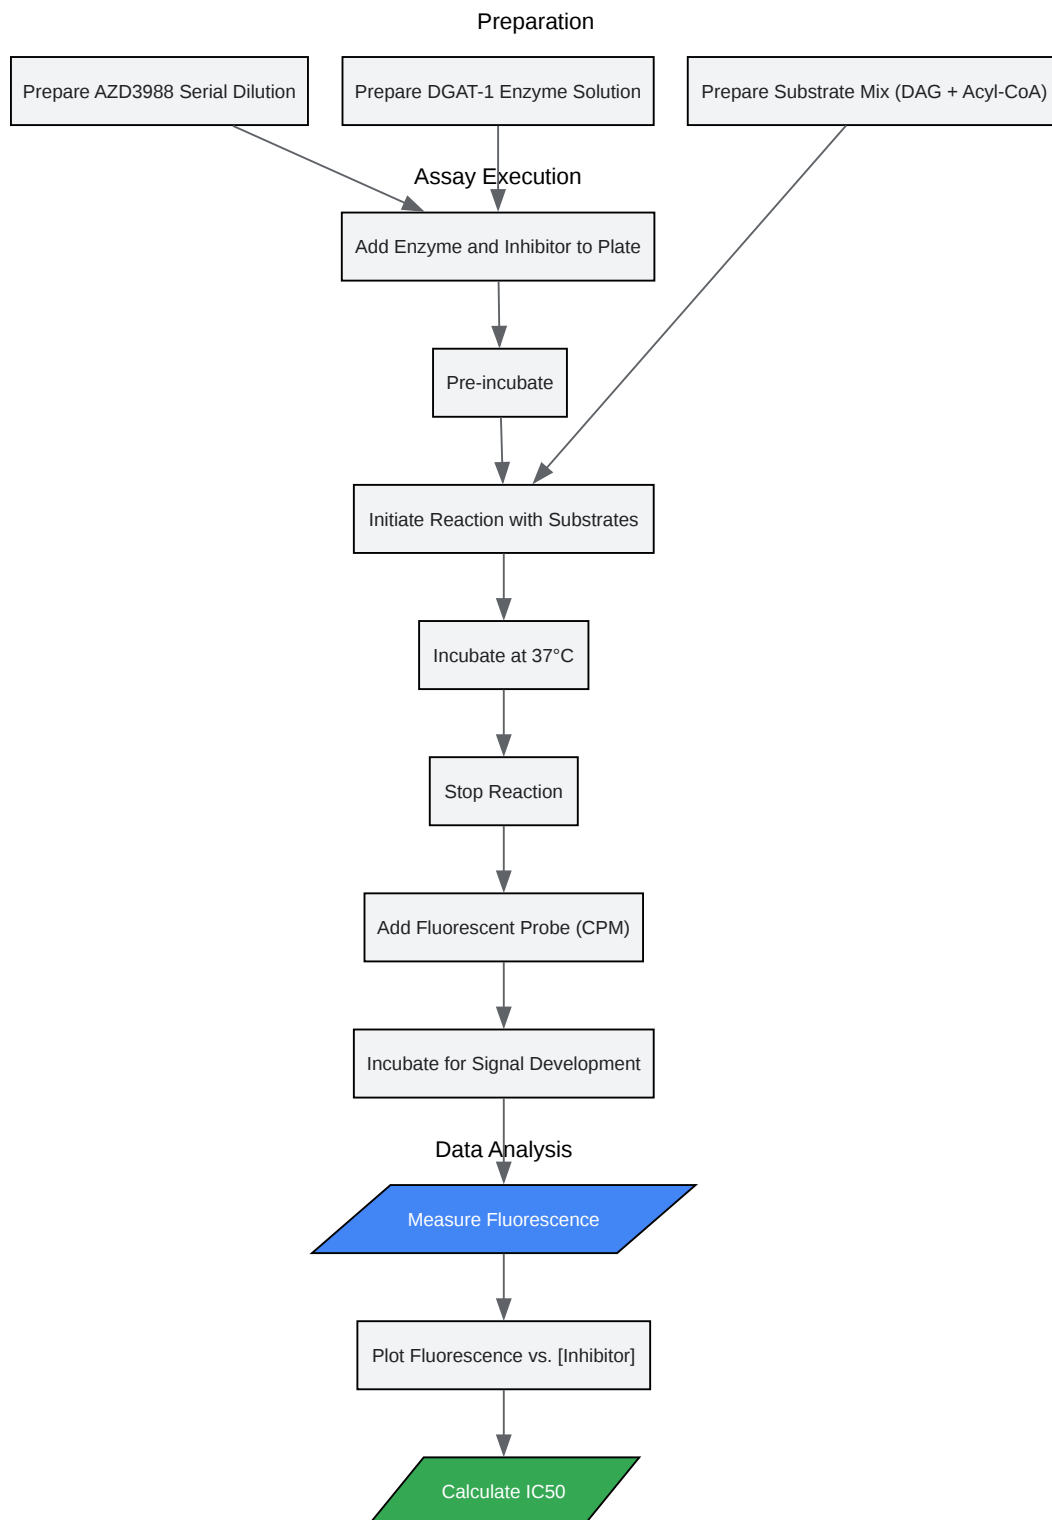 Preparation
Prepare AZD3988 Serial Dilution
Prepare DGAT-1 Enzyme Solution
Prepare Substrate Mix (DAG + Acyl-CoA)
Assay Execution
Add Enzyme and Inhibitor to Plate
Pre-incubate
Initiate Reaction with Substrates
Incubate at 37°C
Stop Reaction
Add Fluorescent Probe (CPM)
Incubate for Signal Development
Data Analysis
Measure Fluorescence
Plot Fluorescence vs. [Inhibitor]
Calculate IC50